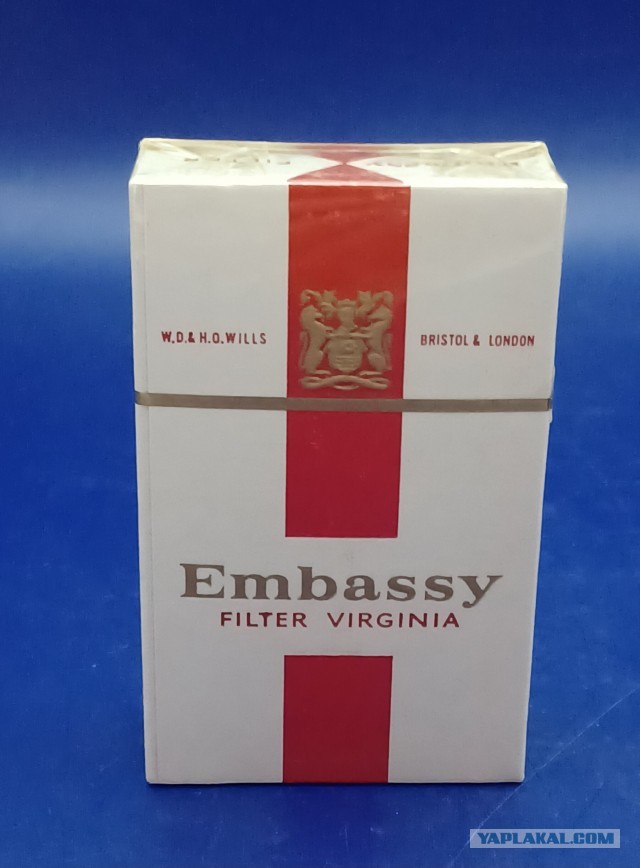 W.D.& H.O.WILLS
BRISTOL & LONDON
Embassy
FILTER VIRGINIA
YAPLAKAL.COM